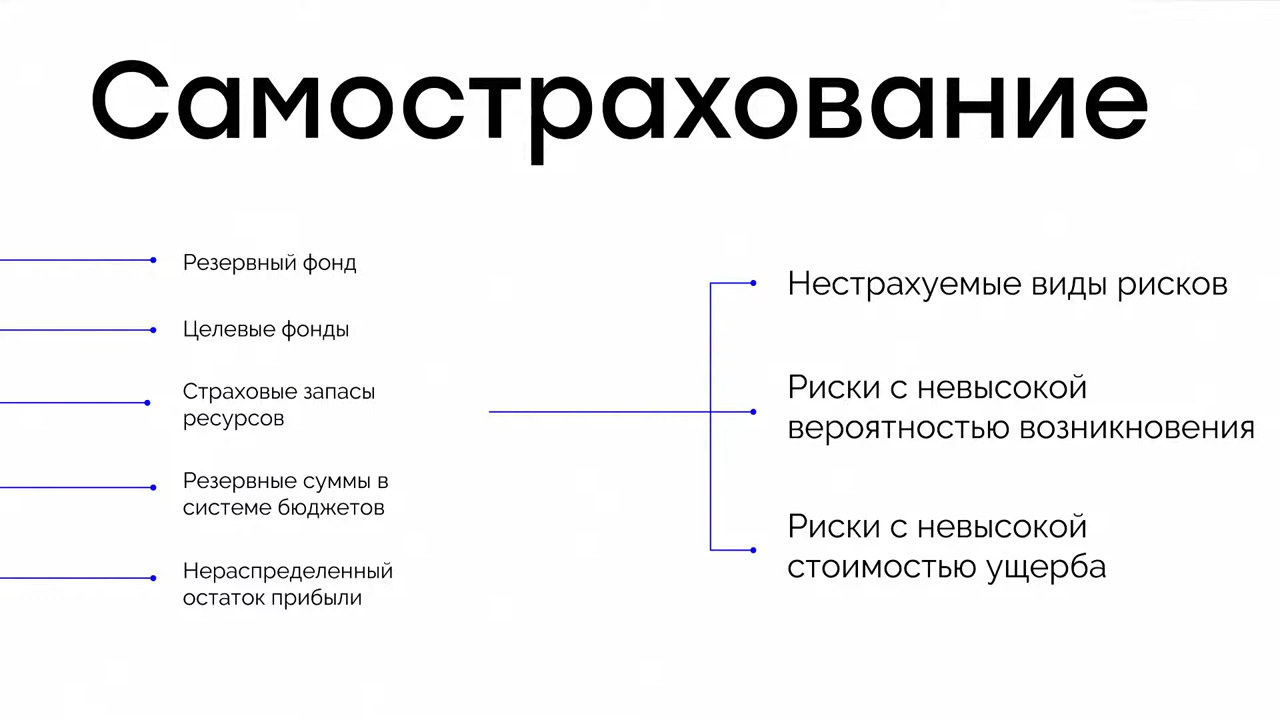 Самострахование
Резервный фонд
Целевые фонды
Страховые запасы
ресурсов
Резервные суммы в
системе бюджетов
Нераспределенный
остаток прибыли
Нестрахуемые виды рисков
Риски с невысокой
вероятностью возникновения
Риски с невысокой
стоимостью ущерба